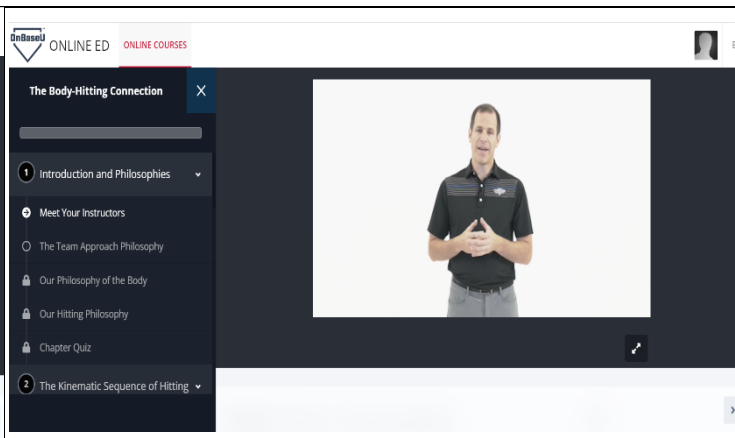 OnBaseU
ONLINE ED
ONLINE COURSES
The Body-Hitting Connection
X
1 Introduction and Philosophies
Meet Your Instructors
The Team Approach Philosophy
Our Philosophy of the Body
Our Hitting Philosophy
Chapter Quiz
2 The Kinematic Sequence of Hitting